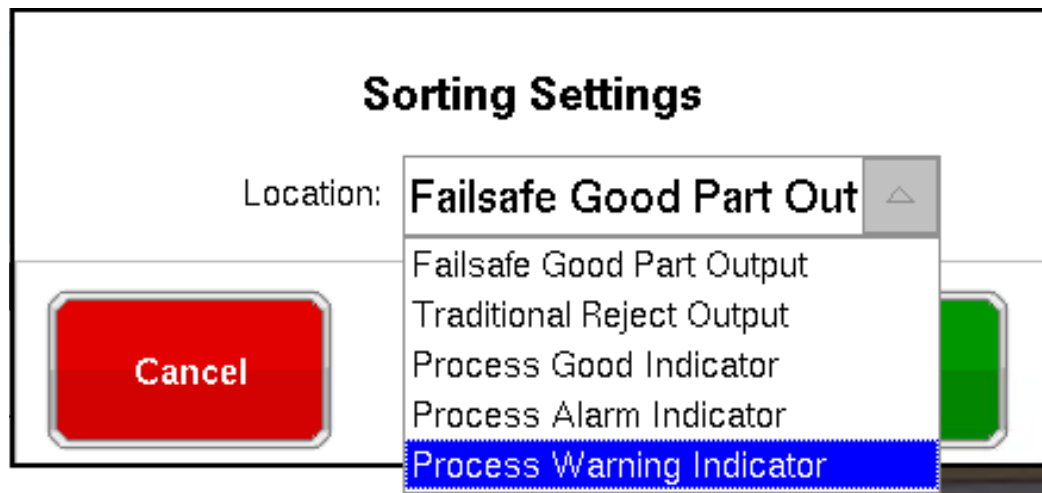 Sorting Settings
Location: Failsafe Good Part Out
Failsafe Good Part Output
Traditional Reject Output
Process Good Indicator
Process Alarm Indicator
Process Warning Indicator
Cancel